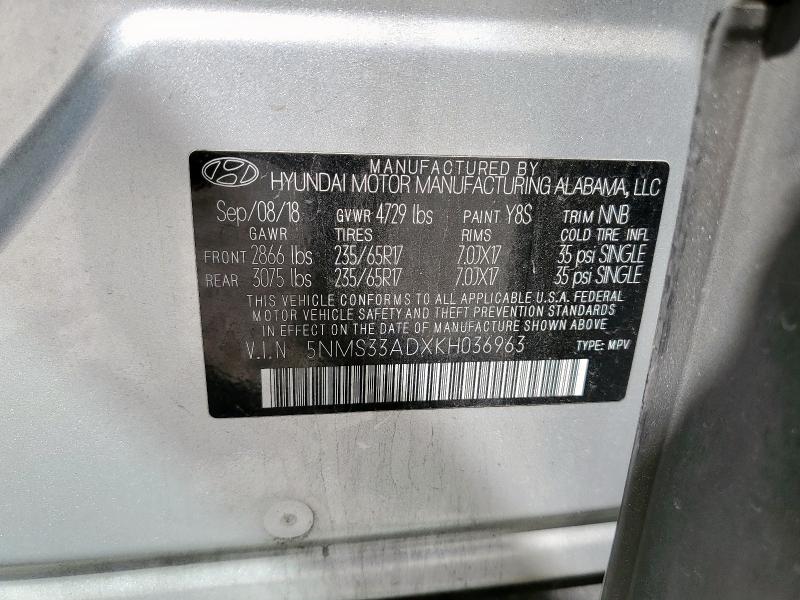 MANUFACTURED BY
HYUNDAI MOTOR MANUFACTURING ALABAMA, LLC
Sep/08/18 GVWR 4729 lbs PAINT Y8S TRIM NNB
GAWR TIRES RIMS COLD TIRE INFL
FRONT 2866 lbs 235/65R17 7.0JX17 35 psi SINGLE
REAR 3075 lbs 235/65R17 7.0JX17 35 psi SINGLE
THIS VEHICLE CONFORMS TO ALL APPLICABLE U.S.A. FEDERAL
MOTOR VEHICLE SAFETY AND THEFT PREVENTION STANDARDS
IN EFFECT ON THE DATE OF MANUFACTURE SHOWN ABOVE
V.I.N 5NMS33ADXKH036963 TYPE: MPV